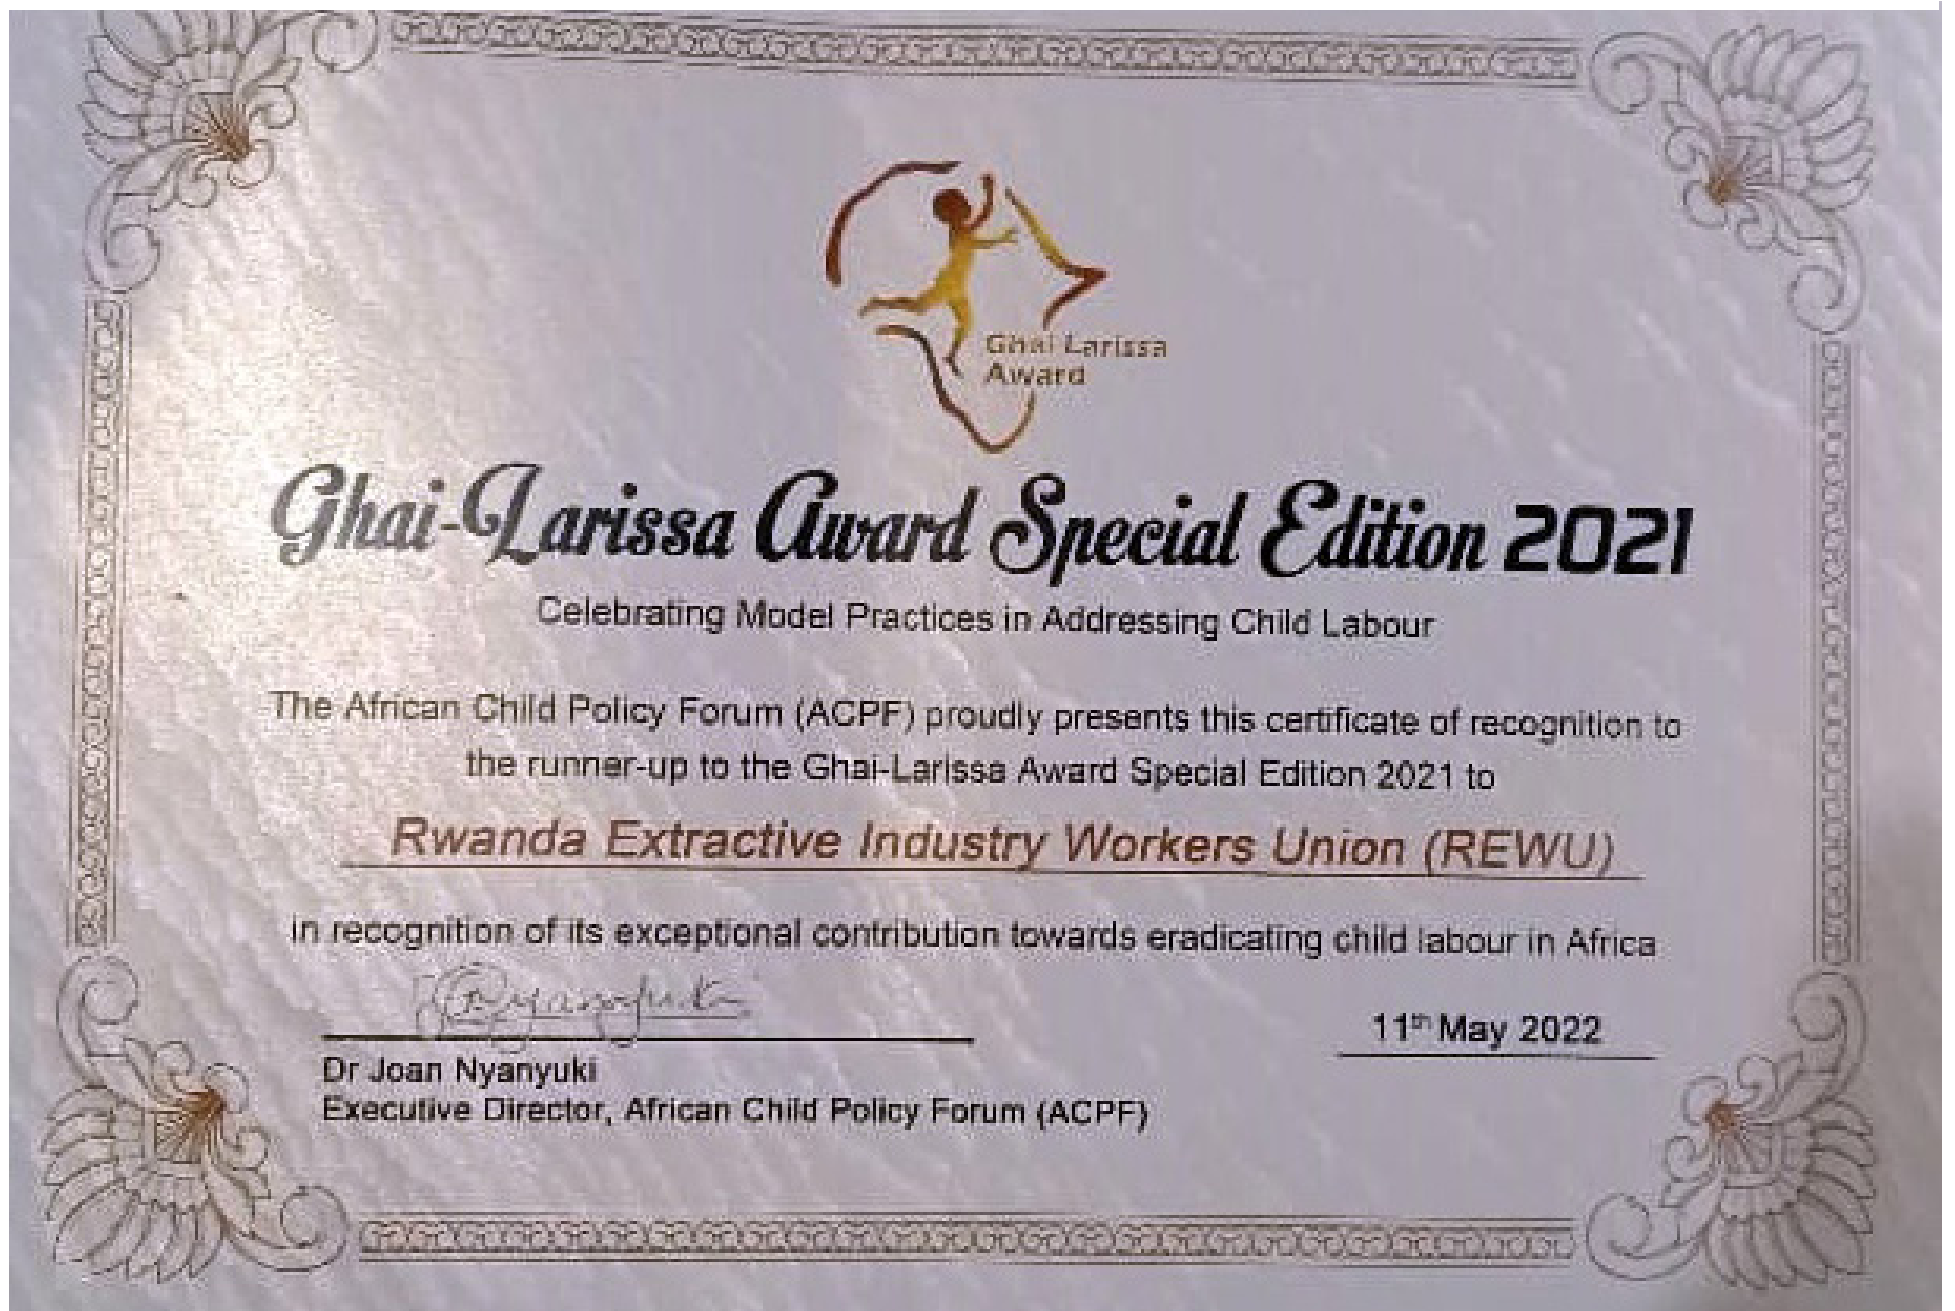 Ghai Larissa
Award
Ghai-Larissa Award Special Edition 2021
Celebrating Model Practices in Addressing Child Labour
The African Child Policy Forum (ACPF) proudly presents this certificate of recognition to
the runner-up to the Ghai-Larissa Award Special Edition 2021 to
Rwanda Extractive Industry Workers Union (REWU)
in recognition of its exceptional contribution towards eradicating child labour in Africa
11th May 2022
Dr Joan Nyanyuki
Executive Director, African Child Policy Forum (ACPF)